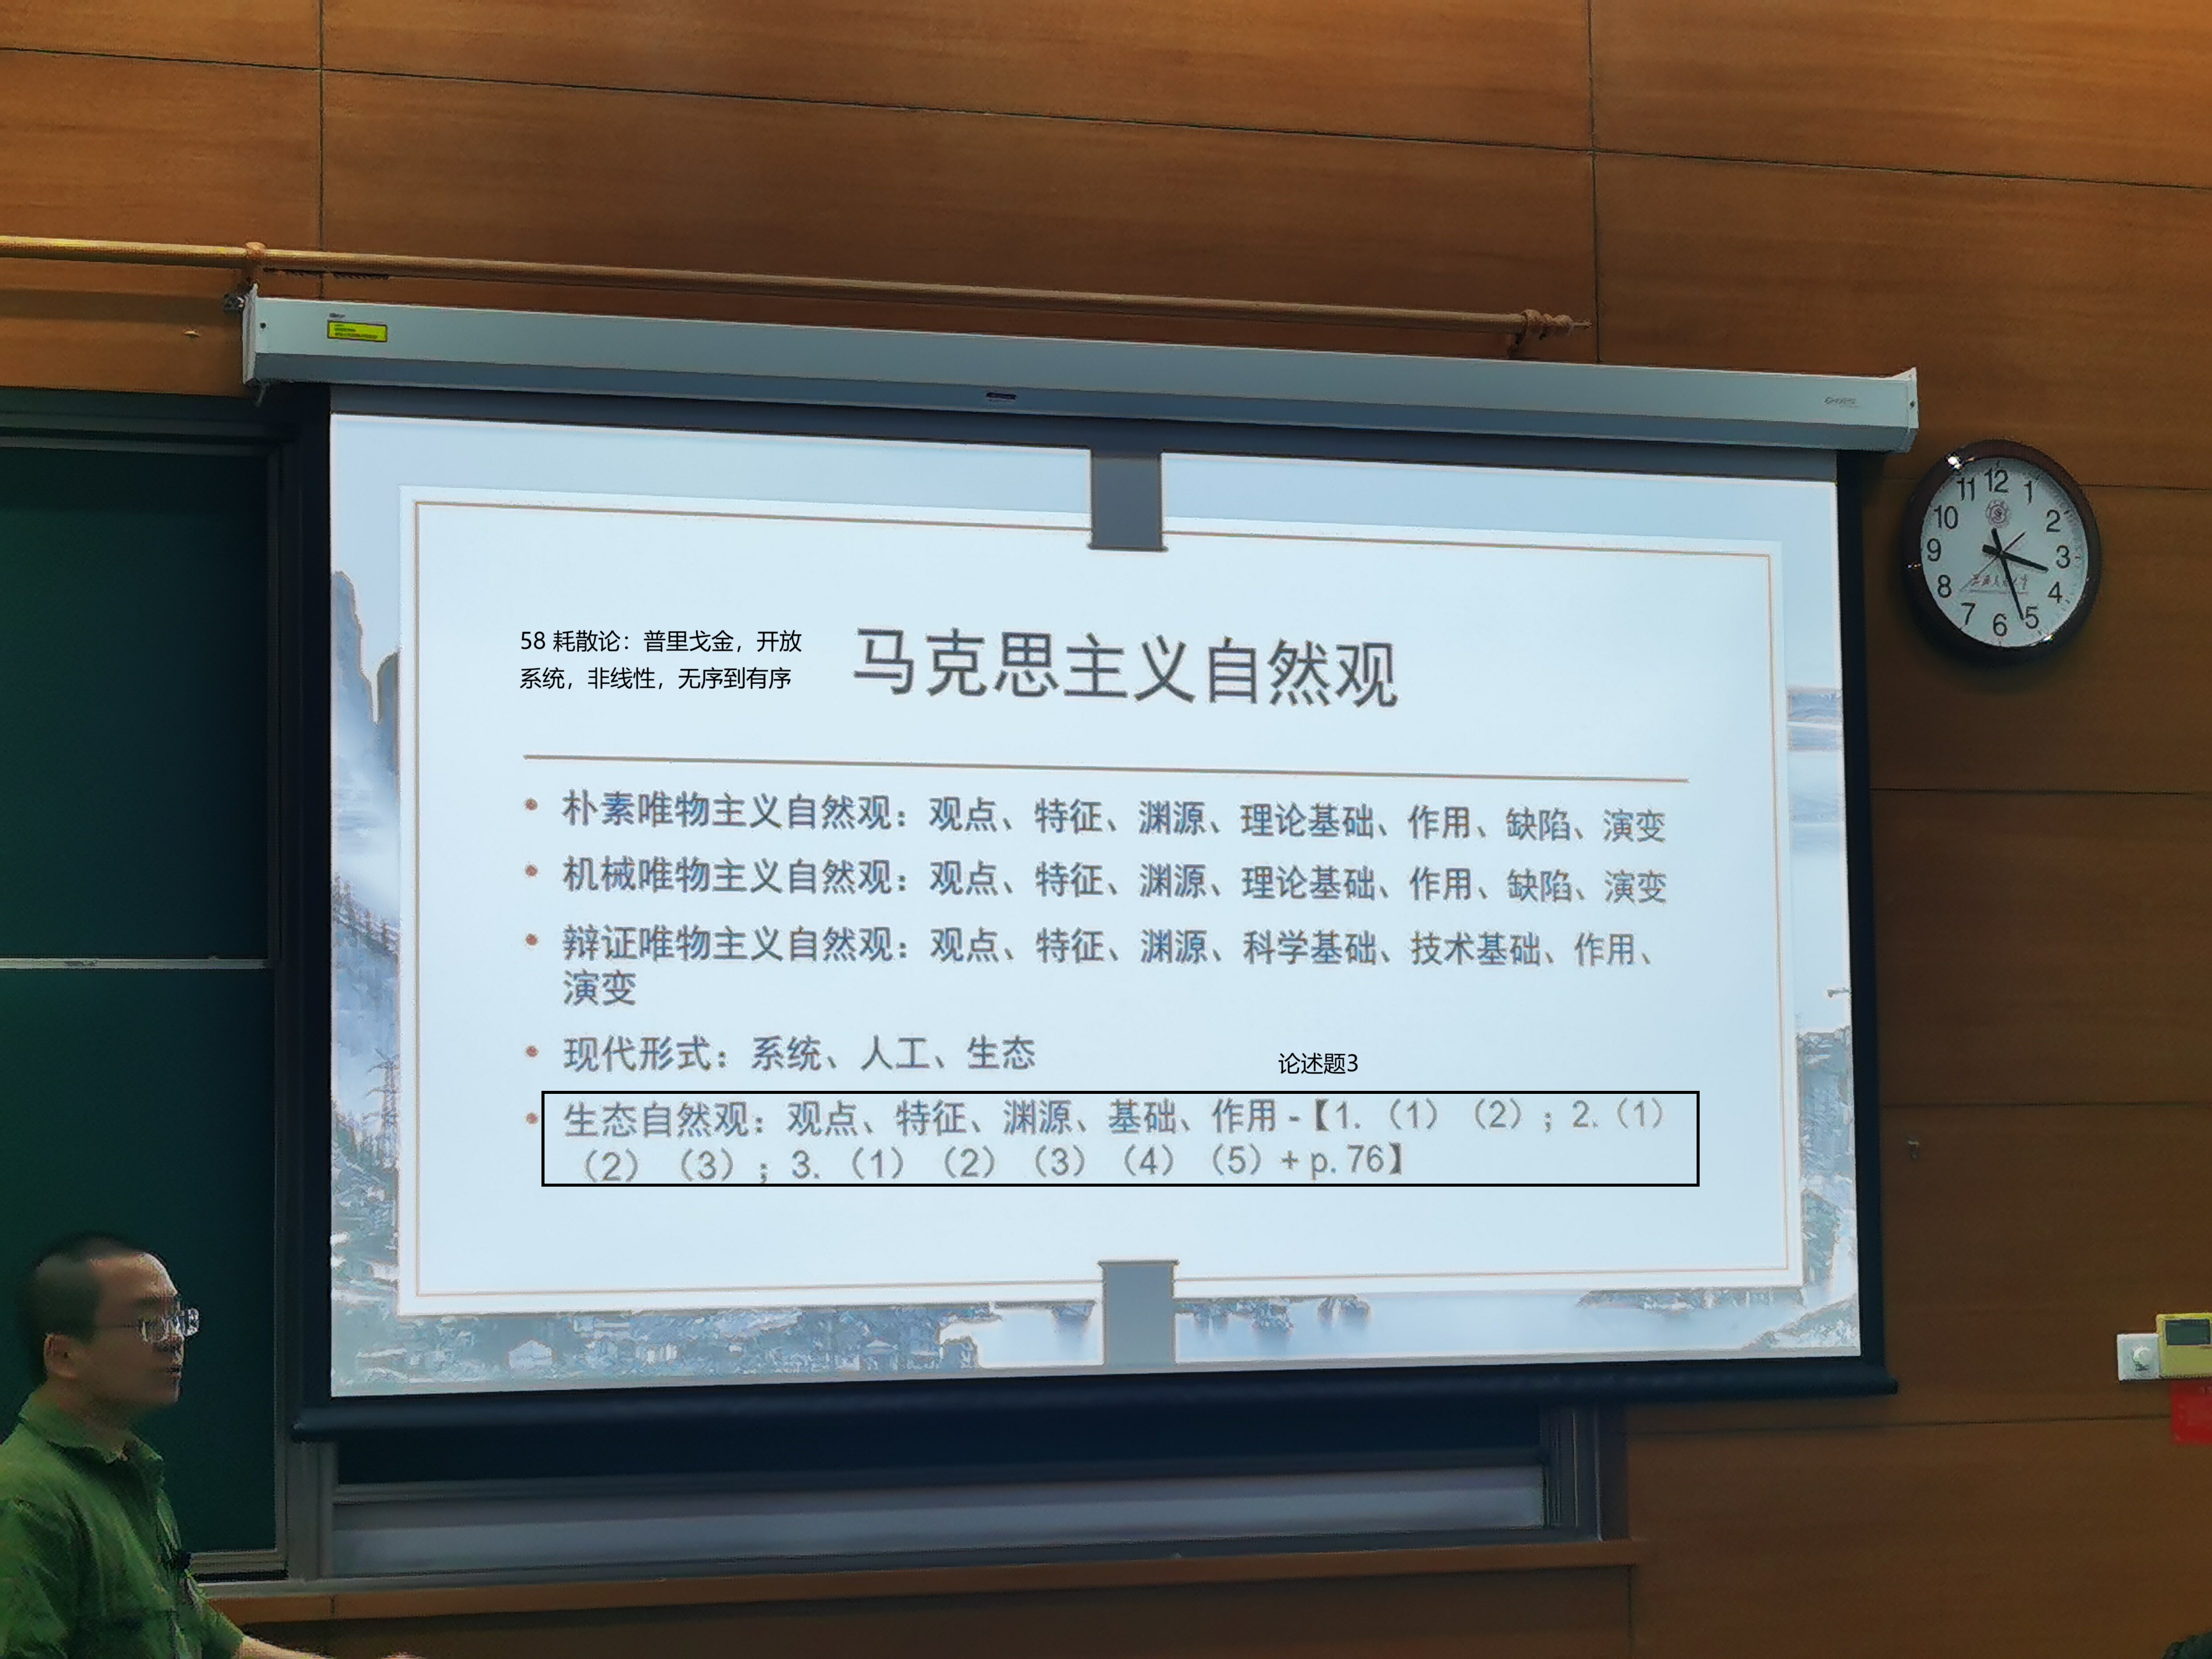 58 耗散论：普里戈金，开放
系统，非线性，无序到有序
马克思主义自然观
• 朴素唯物主义自然观：观点、特征、渊源、理论基础、作用、缺陷、演变
• 机械唯物主义自然观：观点、特征、渊源、理论基础、作用、缺陷、演变
• 辩证唯物主义自然观：观点、特征、渊源、科学基础、技术基础、作用、
演变
• 现代形式：系统、人工、生态
论述题3
• 生态自然观：观点、特征、渊源、基础、作用 -【1.（1）（2）; 2.（1）
（2）（3）; 3.（1）（2）（3）（4）（5）+ p. 76】
12
1
2
3
4
5
6
7
8
9
10
11